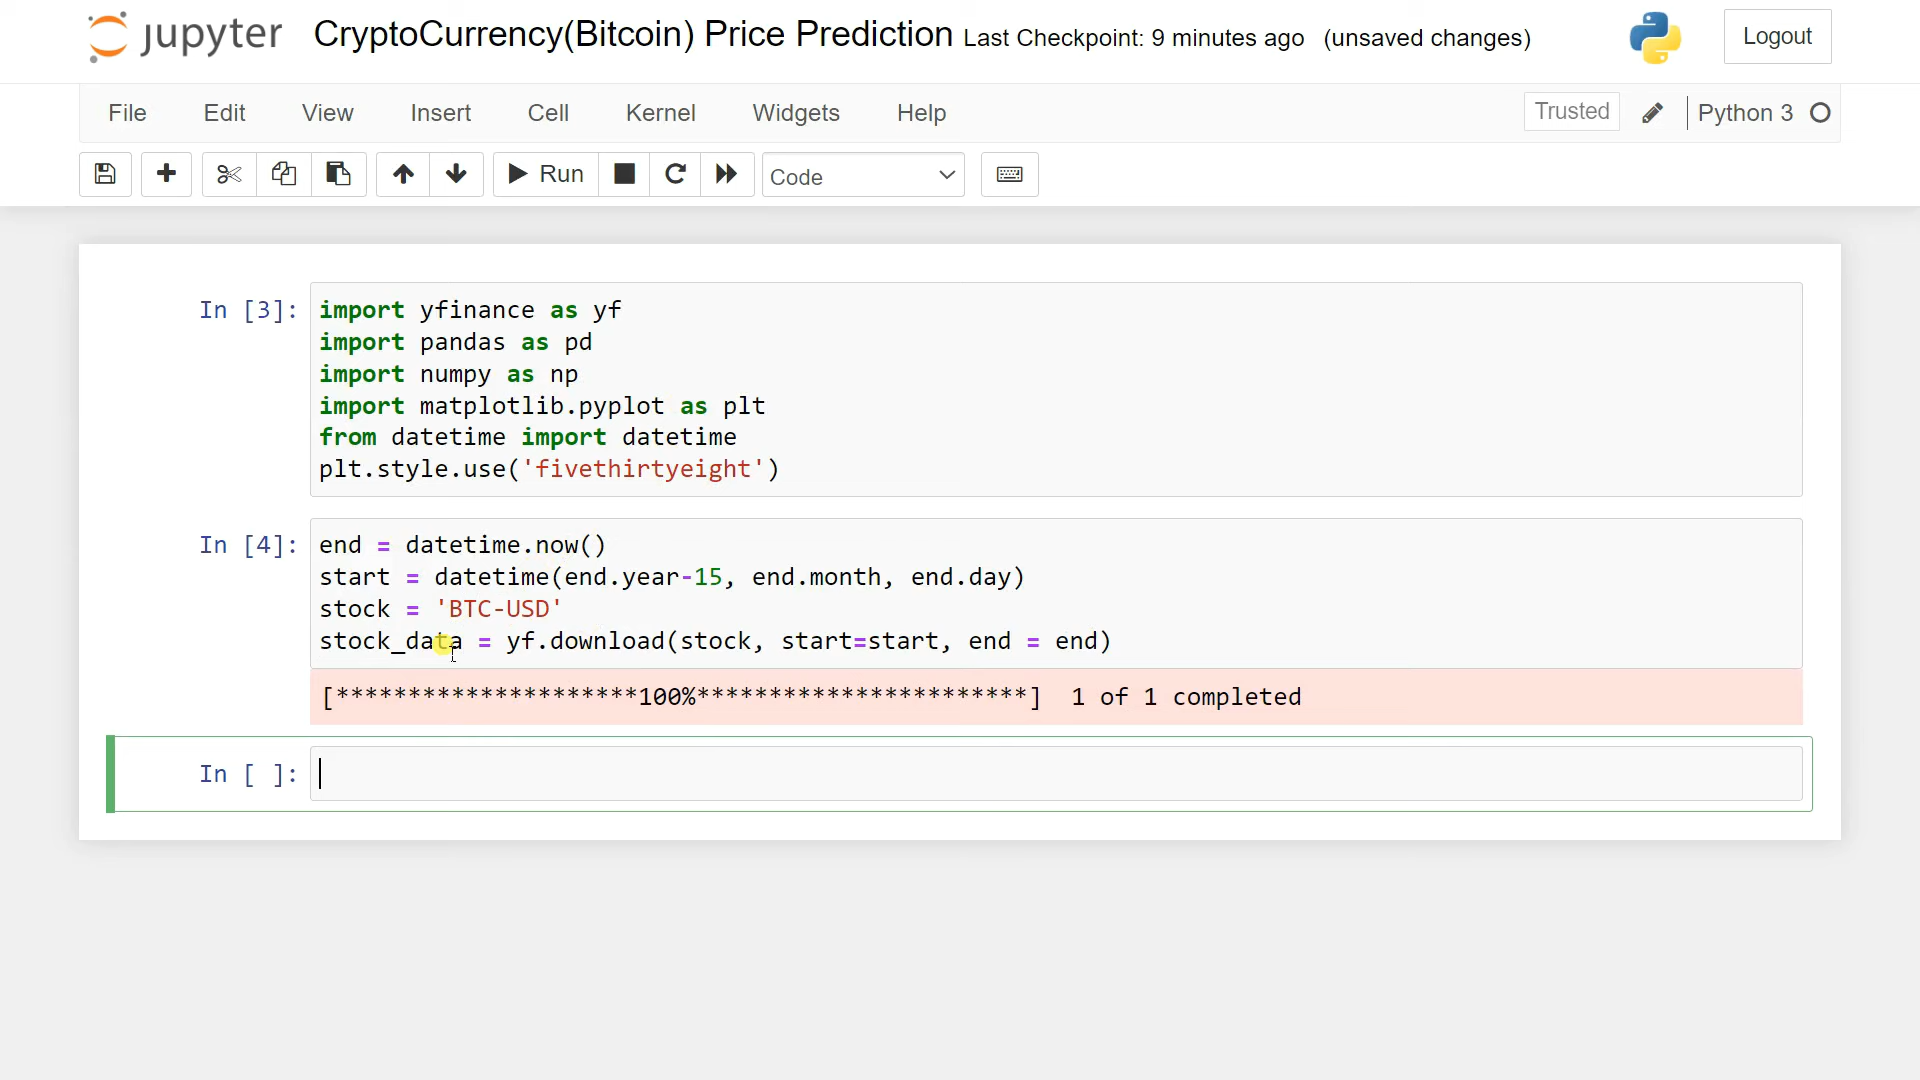 jupyter CryptoCurrency(Bitcoin) Price Prediction Last Checkpoint: 9 minutes ago (unsaved changes) Logout
File Edit View Insert Cell Kernel Widgets Help Trusted Python 3
Run Code
In [3]: import yfinance as yf
import pandas as pd
import numpy as np
import matplotlib.pyplot as plt
from datetime import datetime
plt.style.use('fivethirtyeight')
In [4]: end = datetime.now()
start = datetime(end.year-15, end.month, end.day)
stock = 'BTC-USD'
stock_data = yf.download(stock, start=start, end = end)
[*********************100%***********************] 1 of 1 completed
In [ ]: